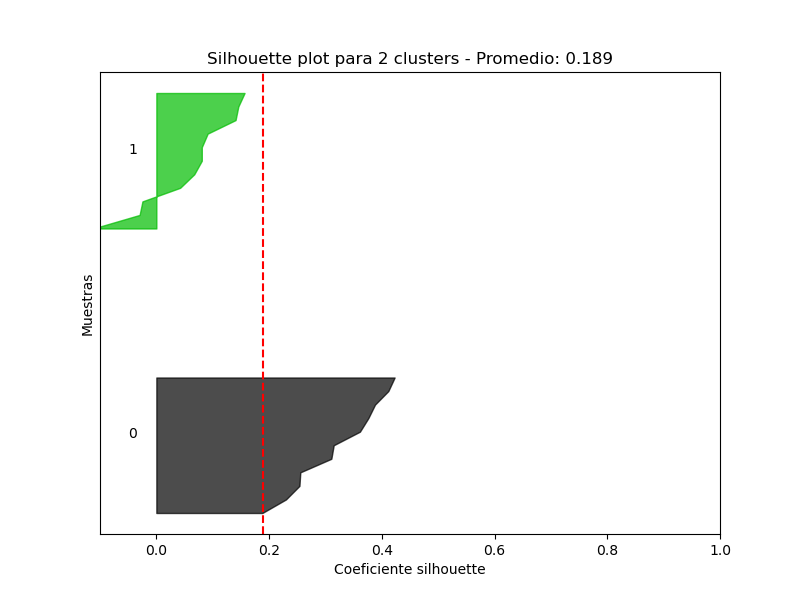 Silhouette plot para 2 clusters - Promedio: 0.189
1
Muestras
0
0.0 0.2 0.4 0.6 0.8 1.0
Coeficiente silhouette